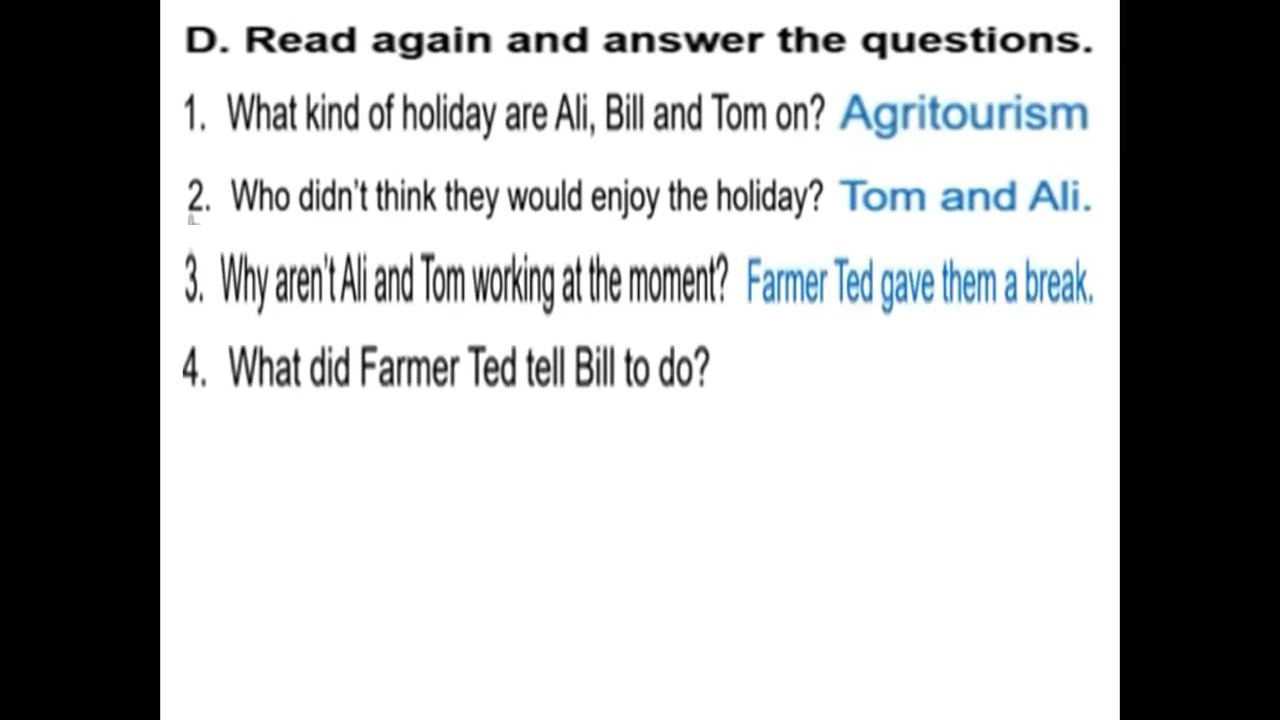 D. Read again and answer the questions.
1. What kind of holiday are Ali, Bill and Tom on? Agritourism
2. Who didn't think they would enjoy the holiday? Tom and Ali.
3. Why aren't Ali and Tom working at the moment? Farmer Ted gave them a break.
4. What did Farmer Ted tell Bill to do?